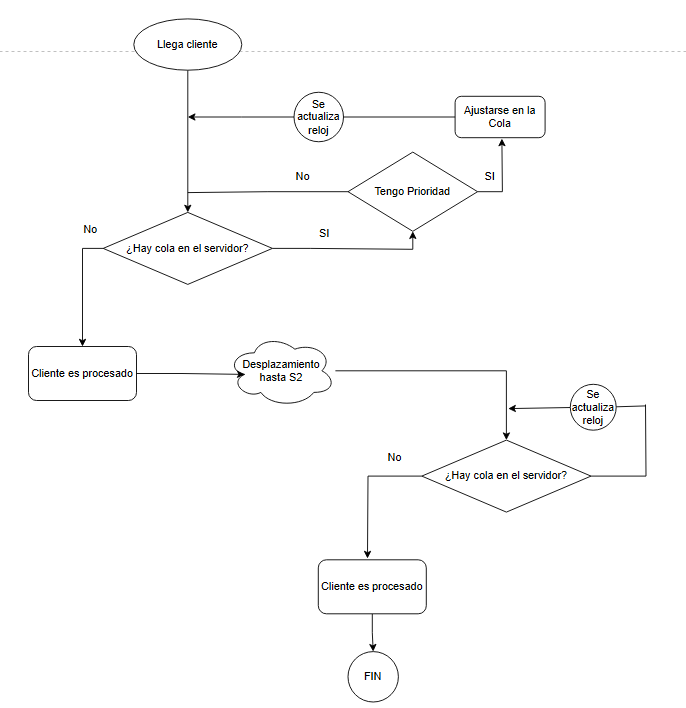 Llega cliente
Se
actualiza
reloj
Ajustarse en la
Cola
No
Tengo Prioridad
SI
No
¿Hay cola en el servidor?
SI
Cliente es procesado
Desplazamiento
hasta S2
Se
actualiza
reloj
No
¿Hay cola en el servidor?
Cliente es procesado
FIN